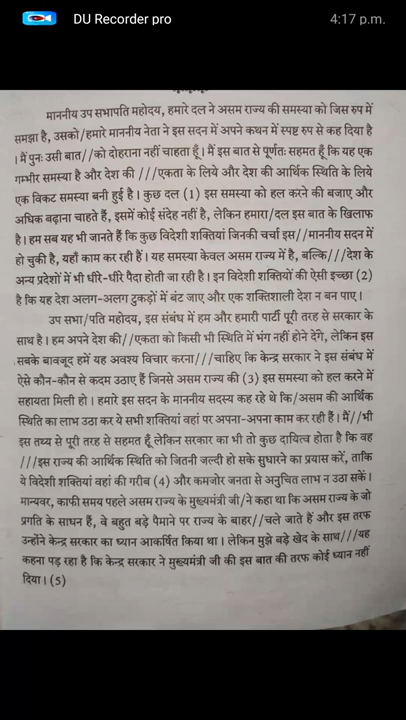 DU Recorder pro 4:17 p.m.
माननीय उप सभापति महोदय, हमारे दल ने असम राज्य की समस्या को जिस रुप में
समझा है, उसको/हमारे माननीय नेता ने इस सदन में अपने कथन में स्पष्ट रुप से कह दिया है
। मैं पुनः उसी बात//को दोहराना नहीं चाहता हूँ। मैं इस बात से पूर्णतः सहमत हूँ कि यह एक
गम्भीर समस्या है और देश की ///एकता के लिये और देश की आर्थिक स्थिति के लिये
एक विकट समस्या बनी हुई है। कुछ दल (1) इस समस्या को हल करने की बजाए और
अधिक बढ़ाना चाहते हैं, इसमें कोई संदेह नहीं है, लेकिन हमारा/दल इस बात के खिलाफ
है। हम सब यह भी जानते हैं कि कुछ विदेशी शक्तियां जिनकी चर्चा इस//माननीय सदन में
हो चुकी है, यहाँ काम कर रही हैं। यह समस्या केवल असम राज्य में है, बल्कि///देश के
अन्य प्रदेशों में भी धीरे-धीरे पैदा होती जा रही है। इन विदेशी शक्तियों की ऐसी इच्छा (2)
है कि यह देश अलग-अलग टुकड़ों में बंट जाए और एक शक्तिशाली देश न बन पाए।
उप सभा/पति महोदय, इस संबंध में हम और हमारी पार्टी पूरी तरह से सरकार के
साथ है। हम अपने देश की//एकता को किसी भी स्थिति में भंग नहीं होने देंगे, लेकिन इस
सबके बावजूद हमें यह अवश्य विचार करना///चाहिए कि केन्द्र सरकार ने इस संबंध में
ऐसे कौन-कौन से कदम उठाए हैं जिनसे असम राज्य की (3) इस समस्या को हल करने में
सहायता मिली हो। हमारे इस सदन के माननीय सदस्य कह रहे थे कि/असम की आर्थिक
स्थिति का लाभ उठा कर ये सभी शक्तियां वहां पर अपना-अपना काम कर रही हैं। मैं//भी
इस तथ्य से पूरी तरह से सहमत हूँ लेकिन सरकार का भी तो कुछ दायित्व होता है कि वह
///इस राज्य की आर्थिक स्थिति को जितनी जल्दी हो सके सुधारने का प्रयास करें, ताकि
ये विदेशी शक्तियां वहां की गरीब (4) और कमजोर जनता से अनुचित लाभ न उठा सकें।
मान्यवर, काफी समय पहले असम राज्य के मुख्यमंत्री जी/ने कहा था कि असम राज्य के जो
प्रगति के साधन हैं, वे बहुत बड़े पैमाने पर राज्य के बाहर//चले जाते हैं और इस तरफ
उन्होंने केन्द्र सरकार का ध्यान आकर्षित किया था। लेकिन मुझे बड़े खेद के साथ///यह
कहना पड़ रहा है कि केन्द्र सरकार ने मुख्यमंत्री जी की इस बात की तरफ कोई ध्यान नहीं
दिया। (5)